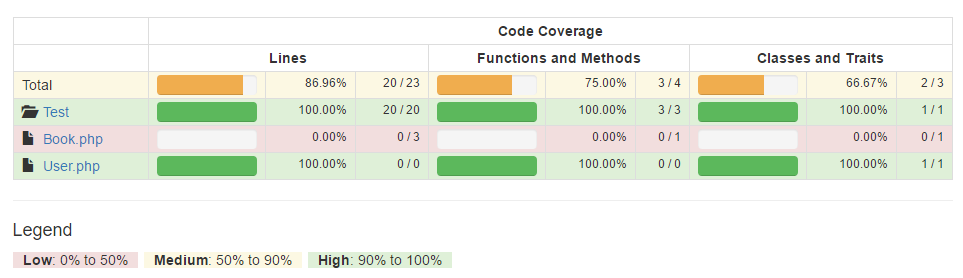 Code Coverage
Lines Functions and Methods Classes and Traits
Total 86.96% 20 / 23 75.00% 3 / 4 66.67% 2 / 3
Test 100.00% 20 / 20 100.00% 3 / 3 100.00% 1 / 1
Book.php 0.00% 0 / 3 0.00% 0 / 1 0.00% 0 / 1
User.php 100.00% 0 / 0 100.00% 0 / 0 100.00% 1 / 1
Legend
Low: 0% to 50% Medium: 50% to 90% High: 90% to 100%